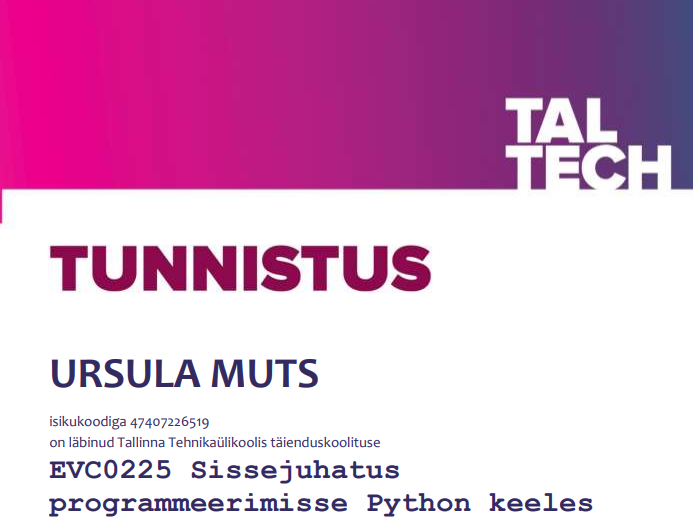 TAL
TECH
TUNNISTUS
URSULA MUTS
isikukoodiga 47407226519
on läbinud Tallinna Tehnikaülikoolis täienduskoolituse
EVC0225 Sissejuhatus
programmeerimisse Python keeles